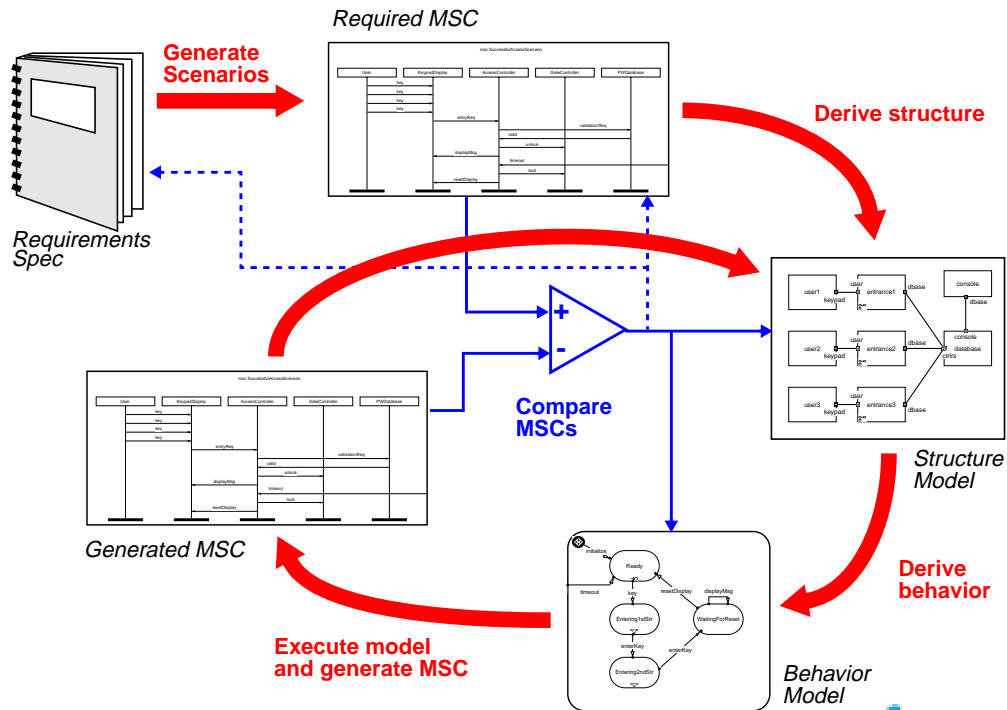 Required MSC
msc SuccessfulAccessScenario
User KeypadDisplay AccessController GateController PWDatabase
key
key
key
key
entryReq
validationReq
valid
unlock
displayMsg
timeout
lock
resetDisplay
Generate
Scenarios
Derive structure
Requirements
Spec
user1
keypad
user
entrance1
dbase
console
dbase
user2
keypad
user
entrance2
dbase
console
database
ctrlrs
user3
keypad
user
entrance3
dbase
Structure
Model
+
-
Compare
MSCs
msc SuccessfulAccessScenario
User KeypadDisplay AccessController GateController PWDatabase
key
key
key
key
entryReq
validationReq
valid
unlock
displayMsg
timeout
lock
resetDisplay
Generated MSC
initialize
Ready
timeout
key
resetDisplay
displayMsg
Entering1stStr
WaitingForReset
enterKey
enterKey
Entering2ndStr
Derive
behavior
Execute model
and generate MSC
Behavior
Model